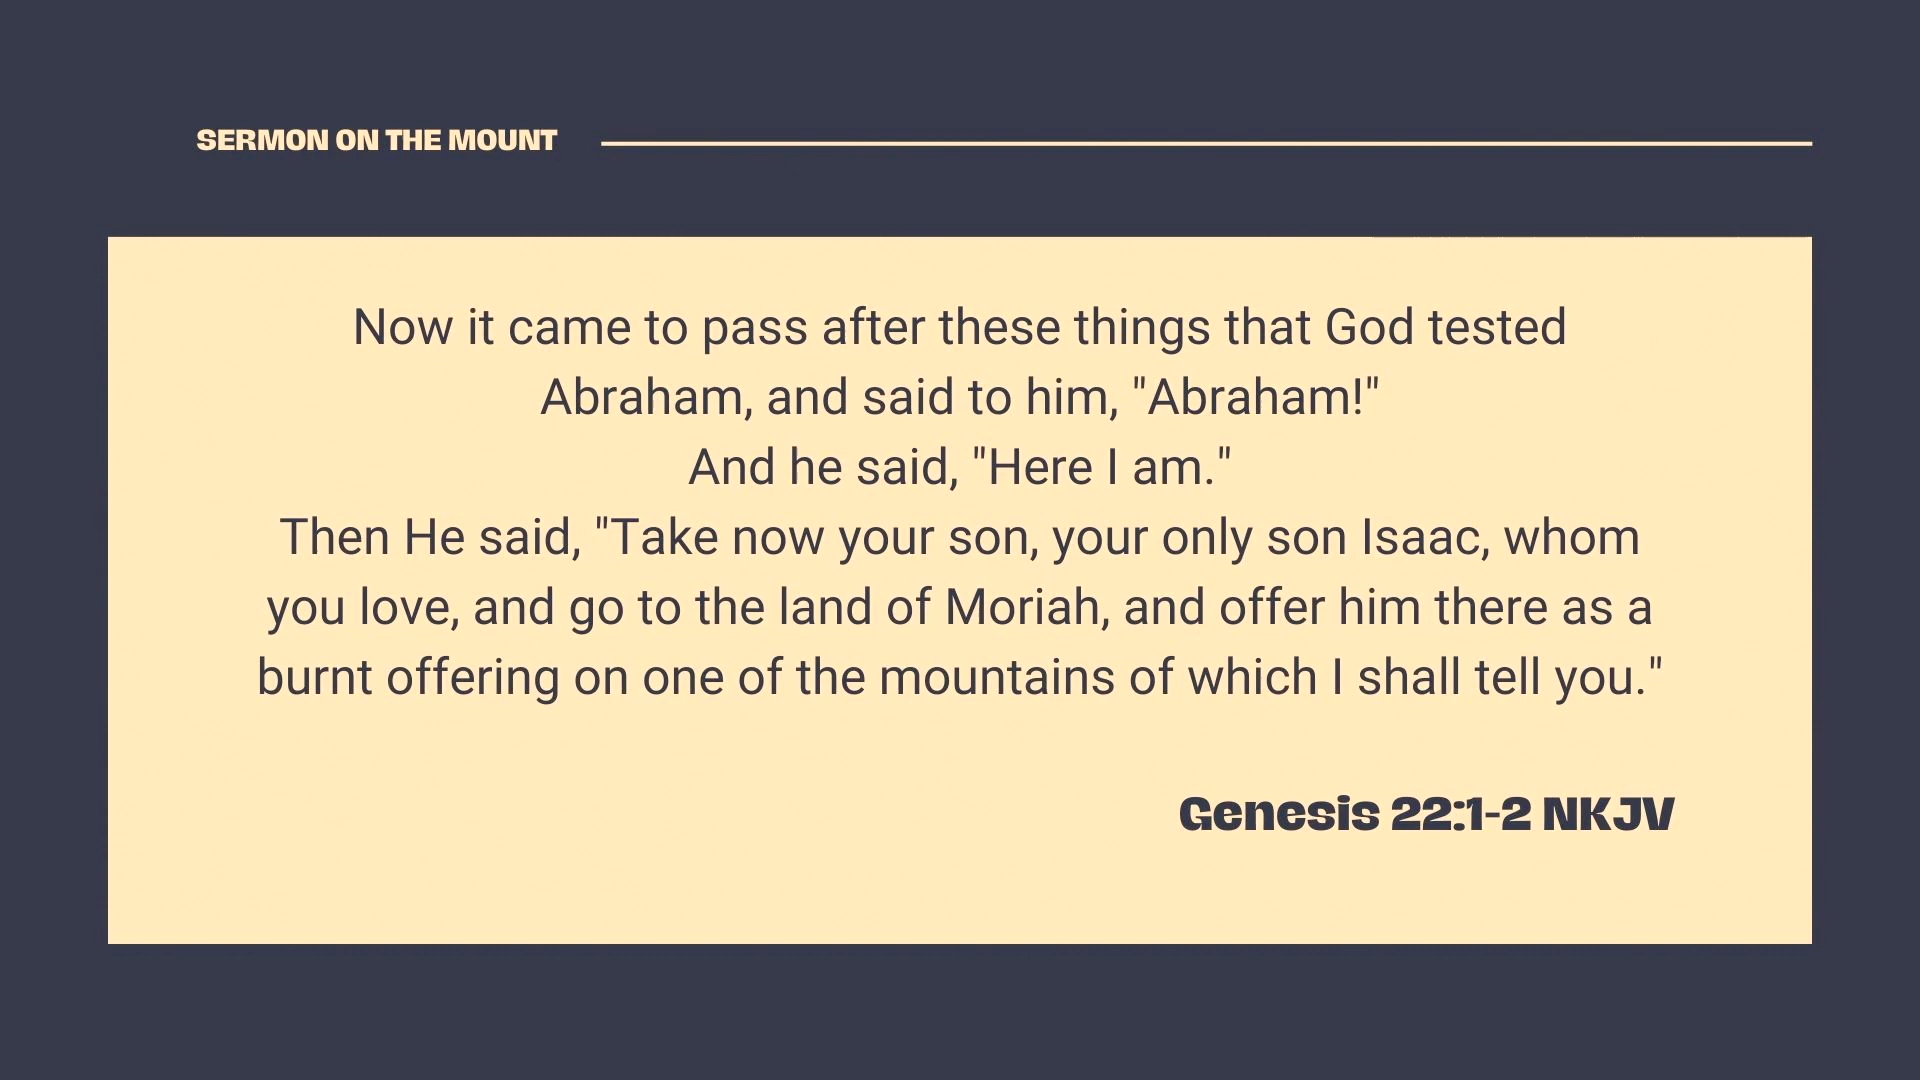 SERMON ON THE MOUNT
Now it came to pass after these things that God tested
Abraham, and said to him, "Abraham!"
And he said, "Here I am."
Then He said, "Take now your son, your only son Isaac, whom
you love, and go to the land of Moriah, and offer him there as a
burnt offering on one of the mountains of which I shall tell you."
Genesis 22:1-2 NKJV